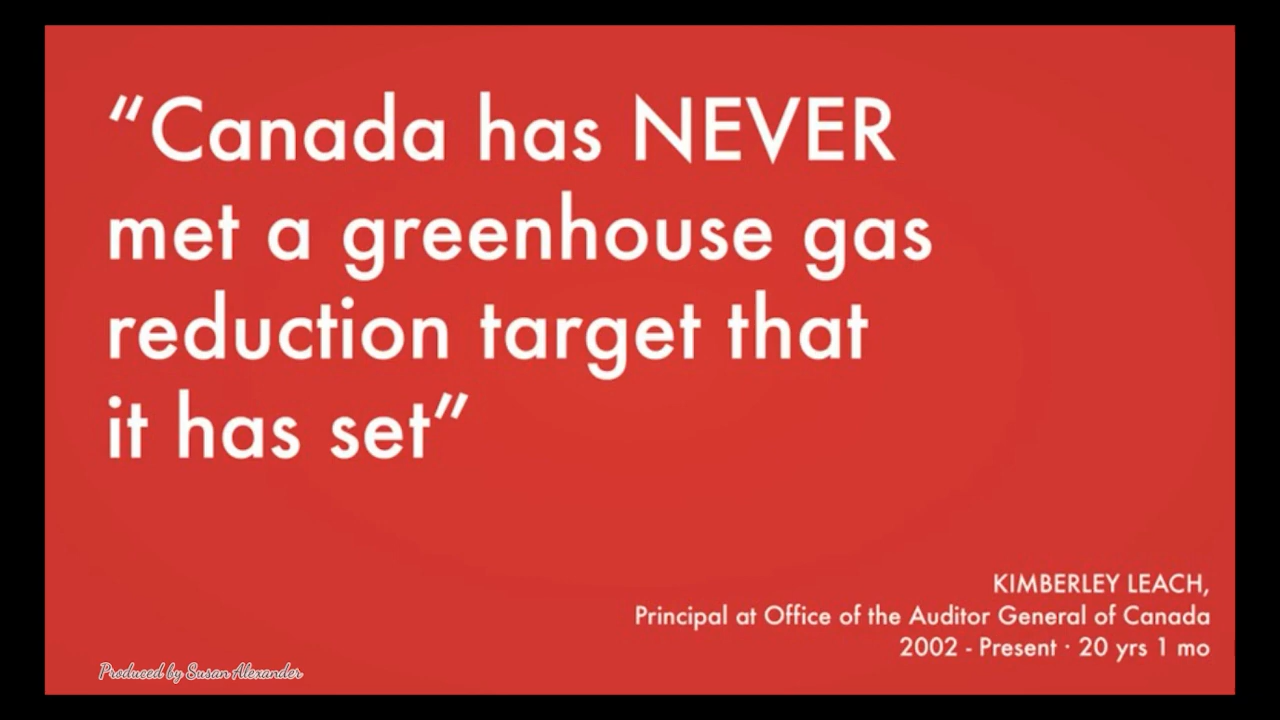 “Canada has NEVER
met a greenhouse gas
reduction target that
it has set”
KIMBERLEY LEACH,
Principal at Office of the Auditor General of Canada
2002 - Present · 20 yrs 1 mo
Produced by Susan Alexander